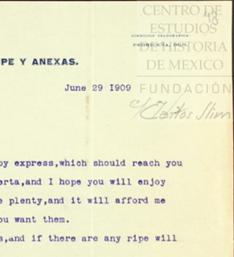 CENTRO DE
ESTUDIOS
DE HISTORIA
DE MEXICO
FUNDACIÓN
PE Y ANEXAS.
June 29 1909
by express,which should reach you
erta,and I hope you will enjoy
e plenty,and it will afford me
ou want them.
s,and if there are any ripe will